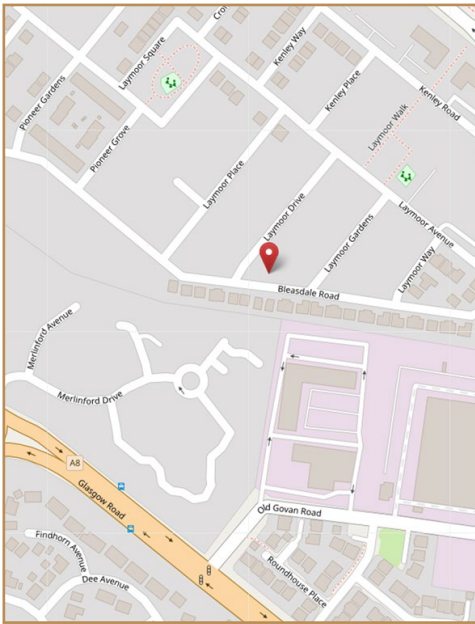 Cro
Laymoor Square
Kenley Way
Pioneer Gardens
Kenley Place
Kenley Road
Laymoor Walk
Pioneer Grove
Laymoor Place
Laymoor Drive
Laymoor Avenue
Laymoor Gardens
Laymoor Way
Bleasdale Road
Merlinford Avenue
Merlinford Drive
A8
Glasgow Road
Old Govan Road
Findhorn Avenue
Dee Avenue
Roundhouse Place